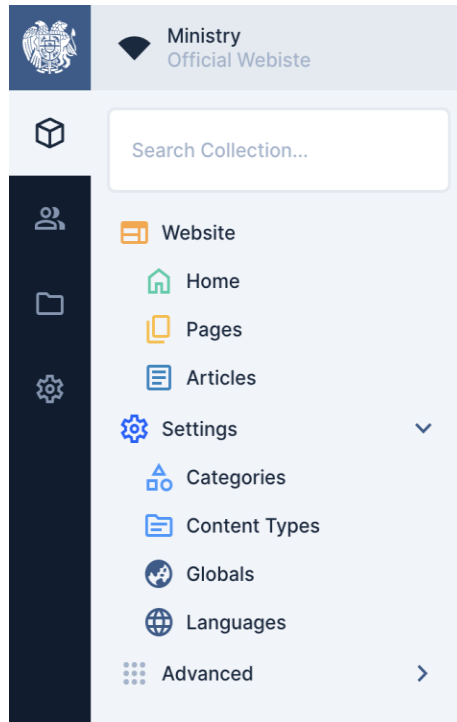 Ministry
Official Webiste
Search Collection...
Website
Home
Pages
Articles
Settings
Categories
Content Types
Globals
Languages
Advanced